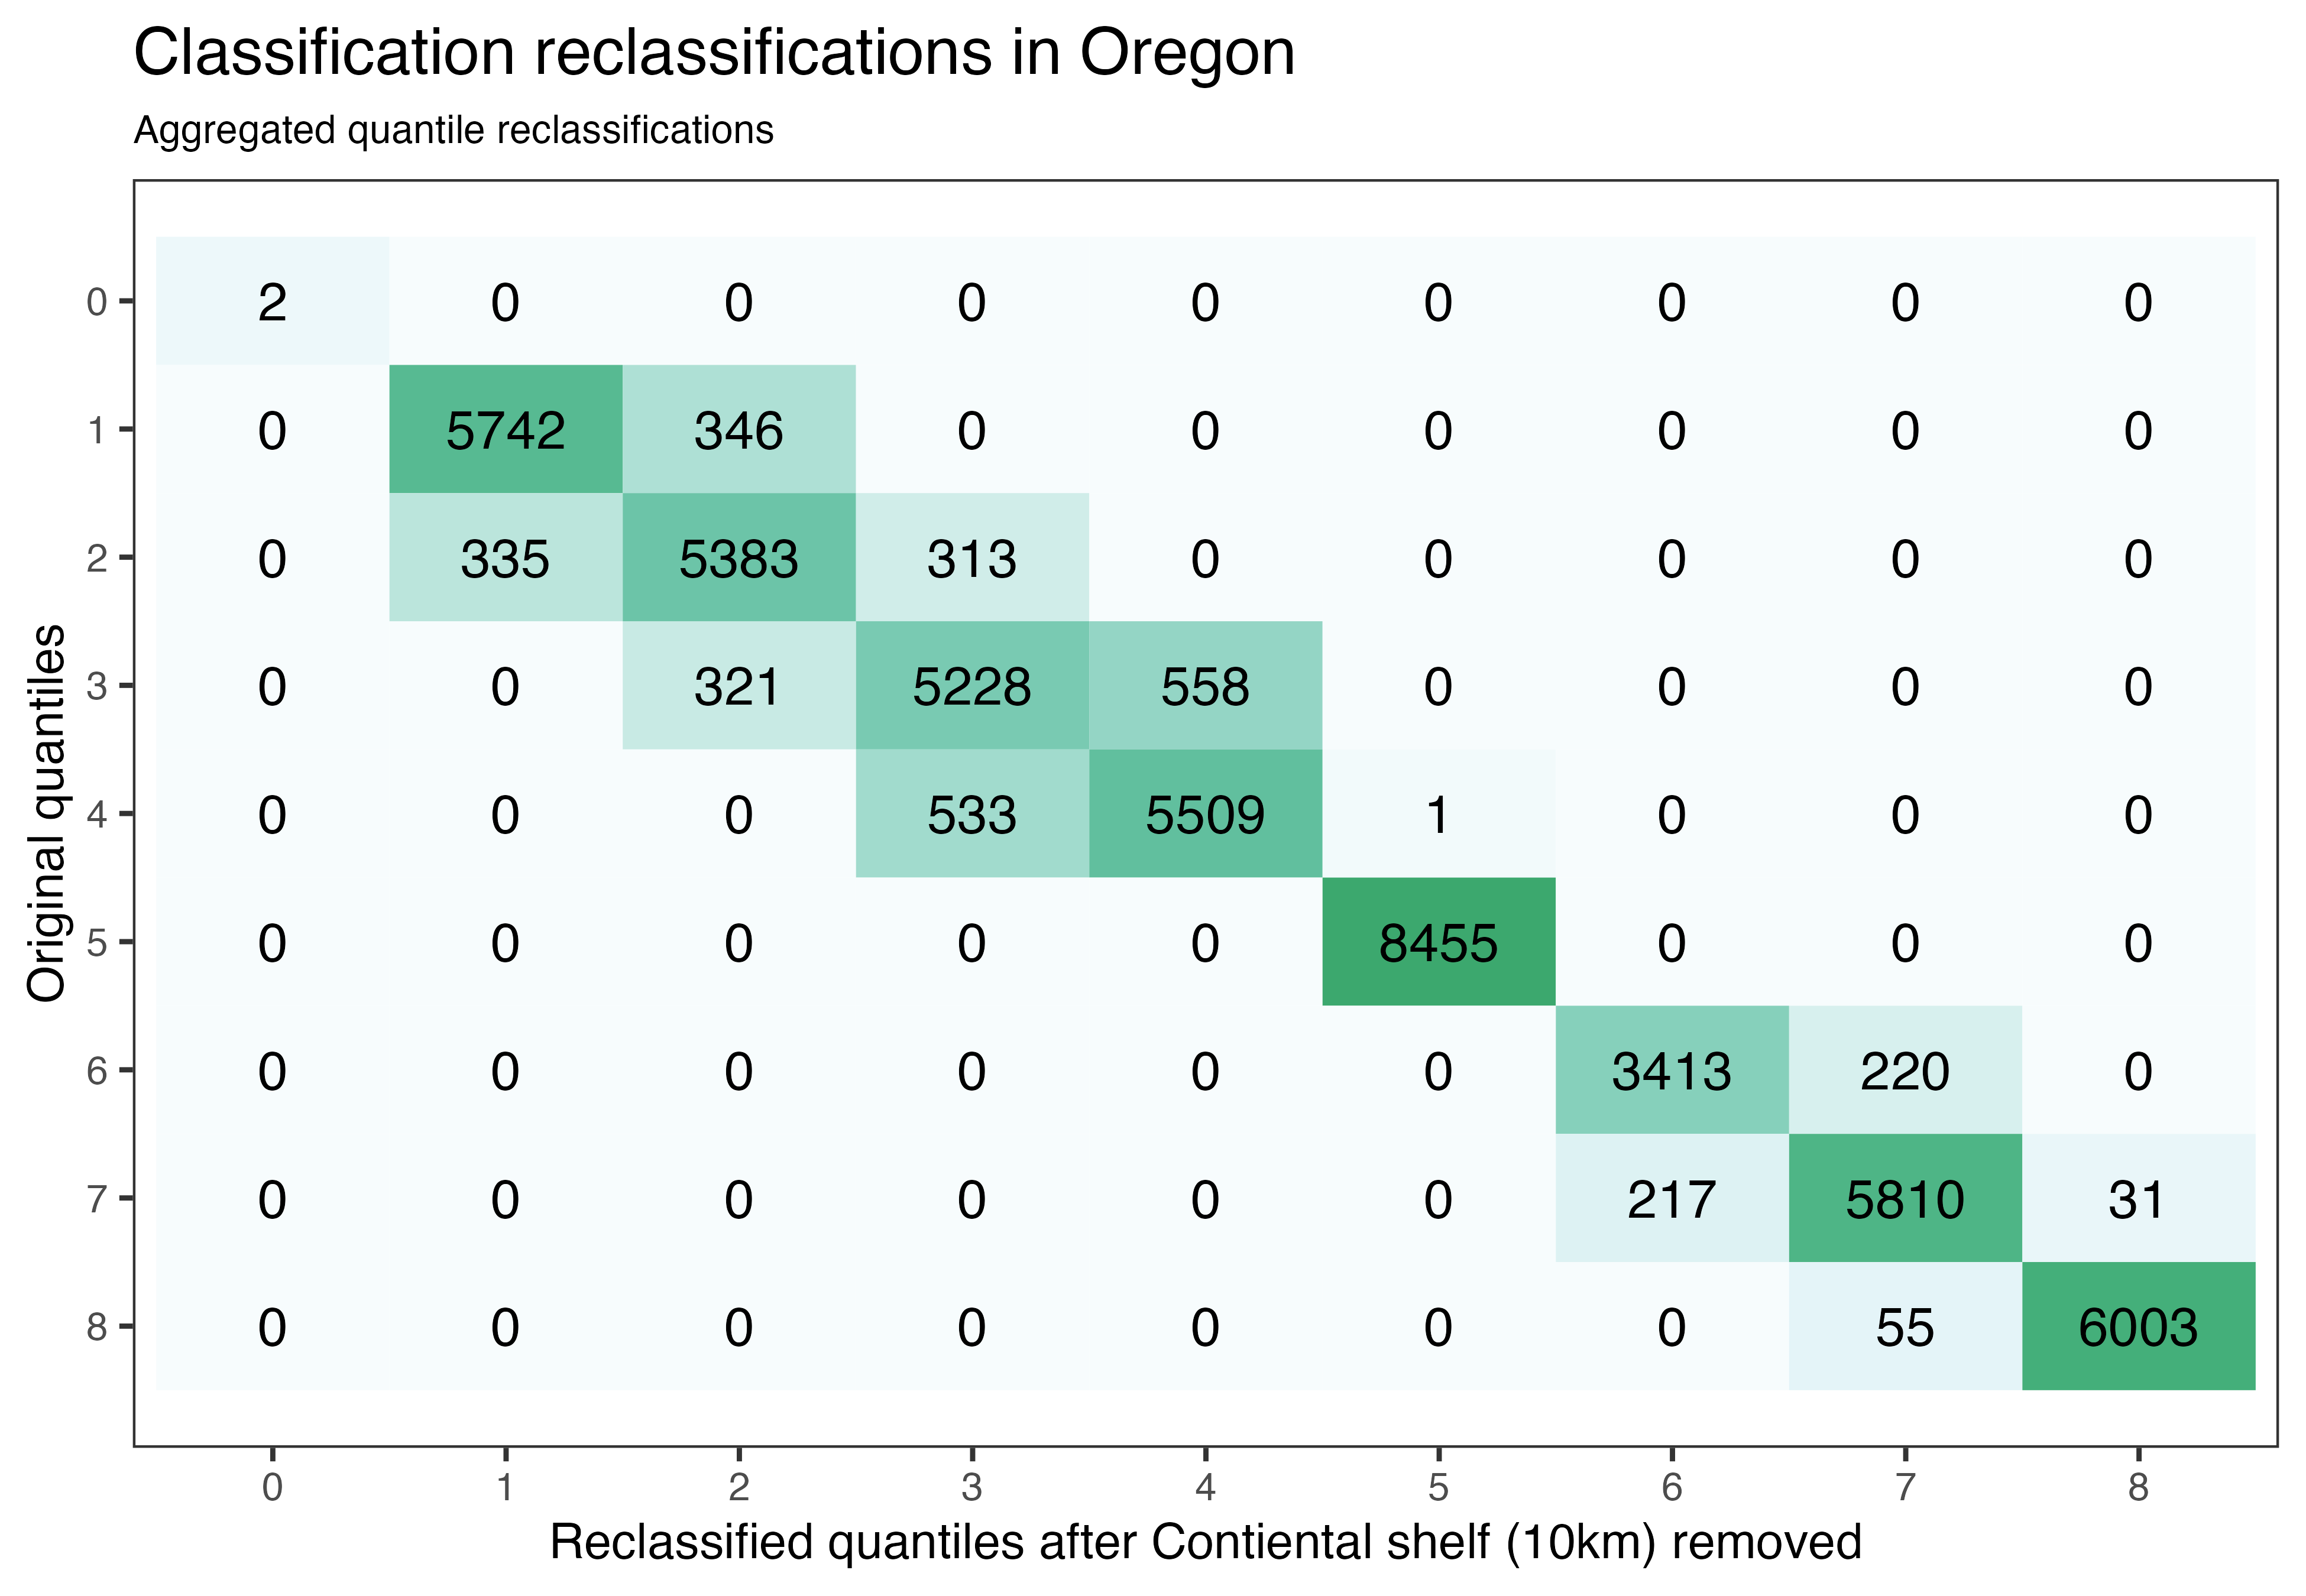 Classification reclassifications in Oregon
Aggregated quantile reclassifications
Original quantiles
0 2 0 0 0 0 0 0 0 0
1 0 5742 346 0 0 0 0 0 0
2 0 335 5383 313 0 0 0 0 0
3 0 0 321 5228 558 0 0 0 0
4 0 0 0 533 5509 1 0 0 0
5 0 0 0 0 0 8455 0 0 0
6 0 0 0 0 0 0 3413 220 0
7 0 0 0 0 0 0 217 5810 31
8 0 0 0 0 0 0 0 55 6003
0 1 2 3 4 5 6 7 8
Reclassified quantiles after Contiental shelf (10km) removed